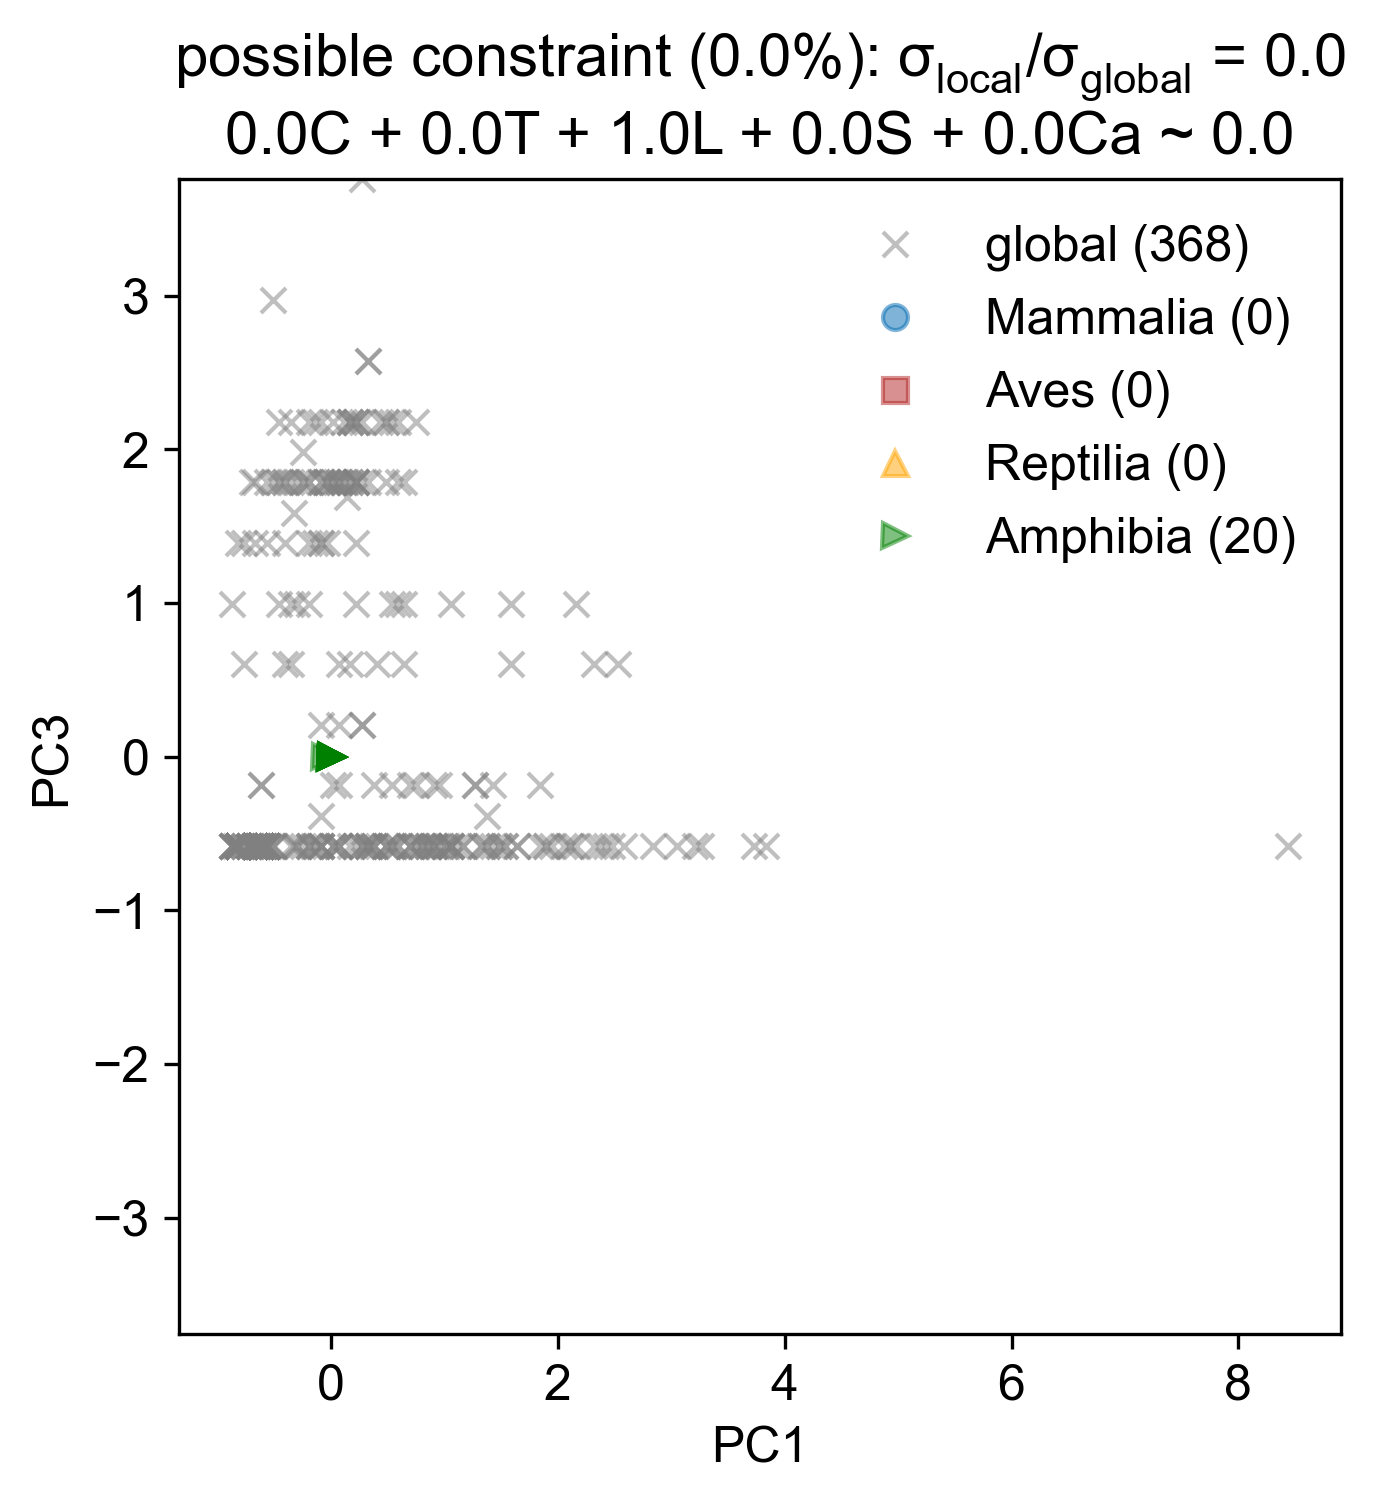 possible constraint (0.0%): σlocal/σglobal = 0.0
0.0C + 0.0T + 1.0L + 0.0S + 0.0Ca ~ 0.0
global (368)
Mammalia (0)
Aves (0)
Reptilia (0)
Amphibia (20)
PC3
3
2
1
0
−1
−2
−3
0 2 4 6 8
PC1